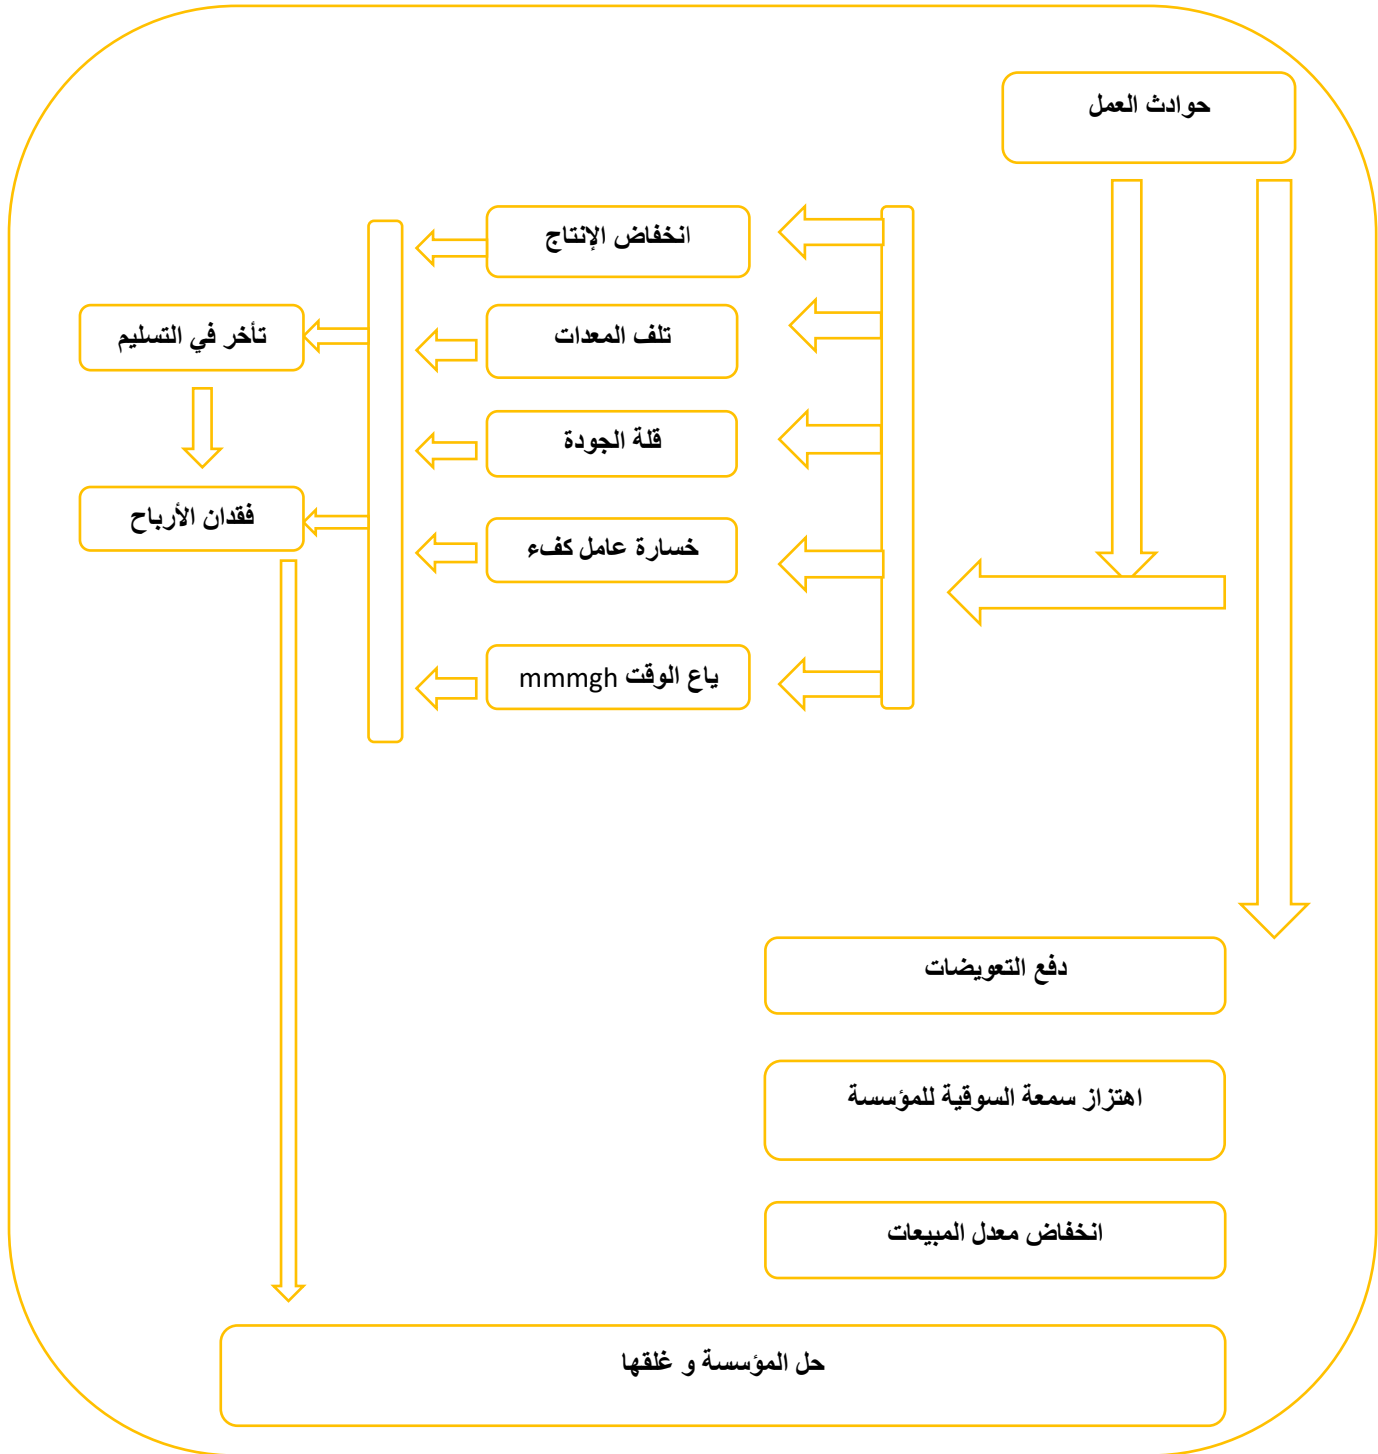 حوادث العمل
انخفاض الإنتاج
تلف المعدات
تأخر في التسليم
قلة الجودة
فقدان الأرباح
خسارة عامل كفء
ياع الوقت mmmgh
دفع التعويضات
اهتزاز سمعة السوقية للمؤسسة
انخفاض معدل المبيعات
حل المؤسسة و غلقها